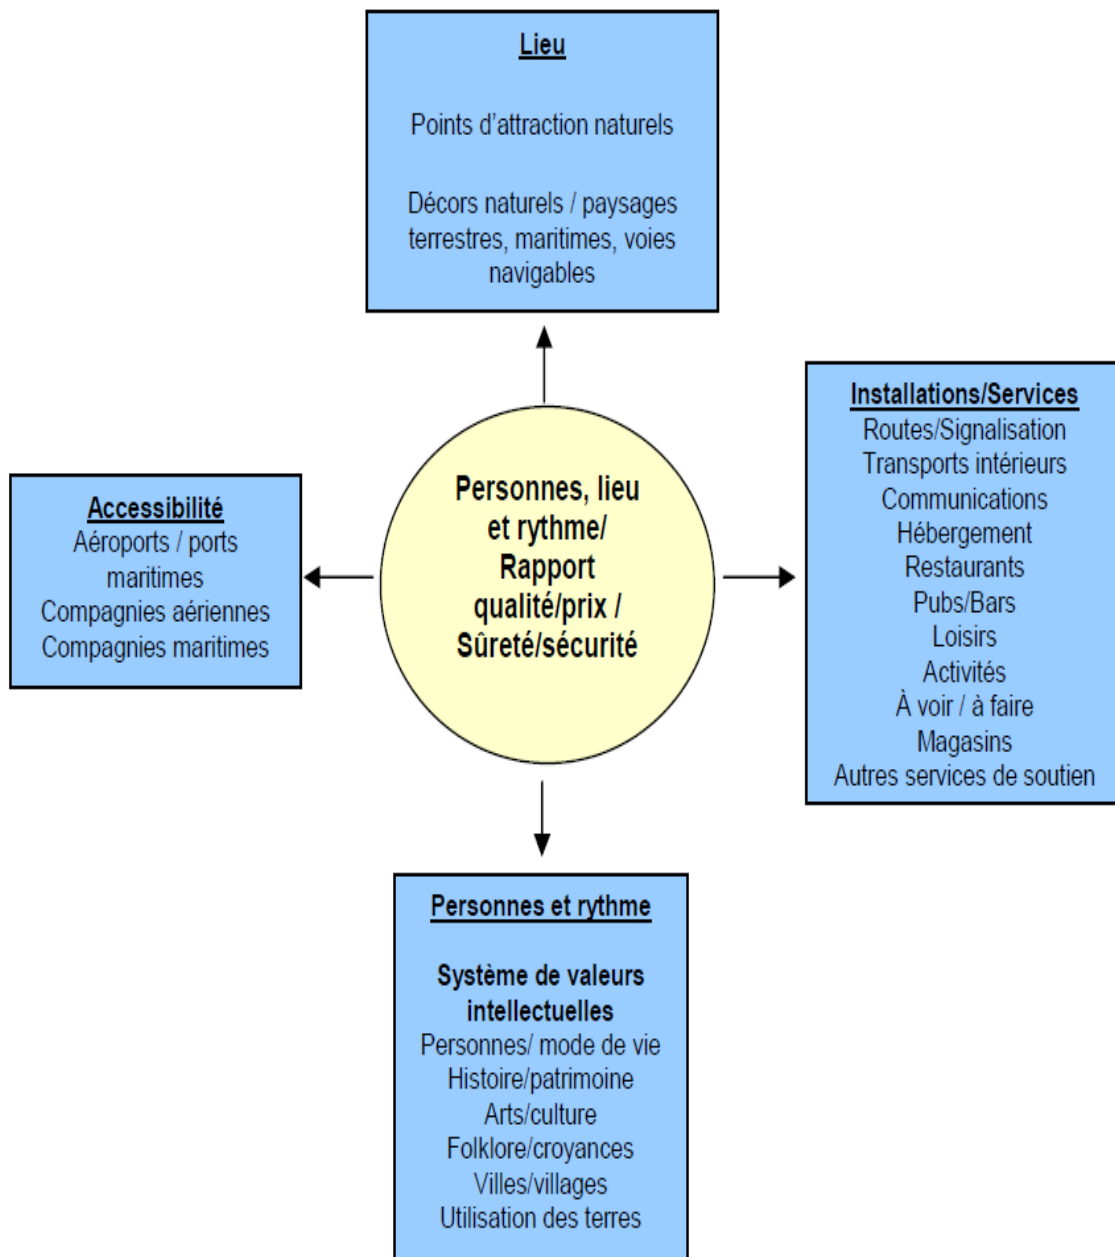 Lieu
Points d'attraction naturels
Décors naturels / paysages
terrestres, maritimes, voies
navigables
Installations/Services
Routes/Signalisation
Transports intérieurs
Communications
Hébergement
Restaurants
Pubs/Bars
Loisirs
Activités
À voir / à faire
Magasins
Autres services de soutien
Accessibilité
Aéroports / ports
maritimes
Compagnies aériennes
Compagnies maritimes
Personnes, lieu
et rythme/
Rapport
qualité/prix /
Sûreté/sécurité
Personnes et rythme
Système de valeurs
intellectuelles
Personnes/ mode de vie
Histoire/patrimoine
Arts/culture
Folklore/croyances
Villes/villages
Utilisation des terres